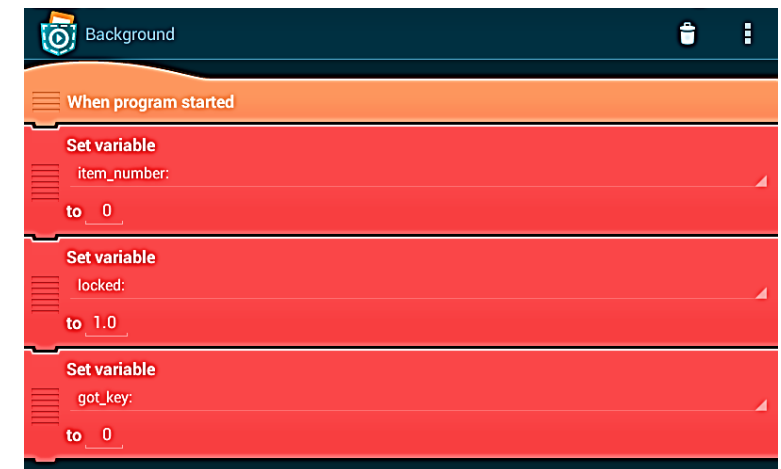 Background
When program started
Set variable
item_number:
to 0
Set variable
locked:
to 1.0
Set variable
got_key:
to 0